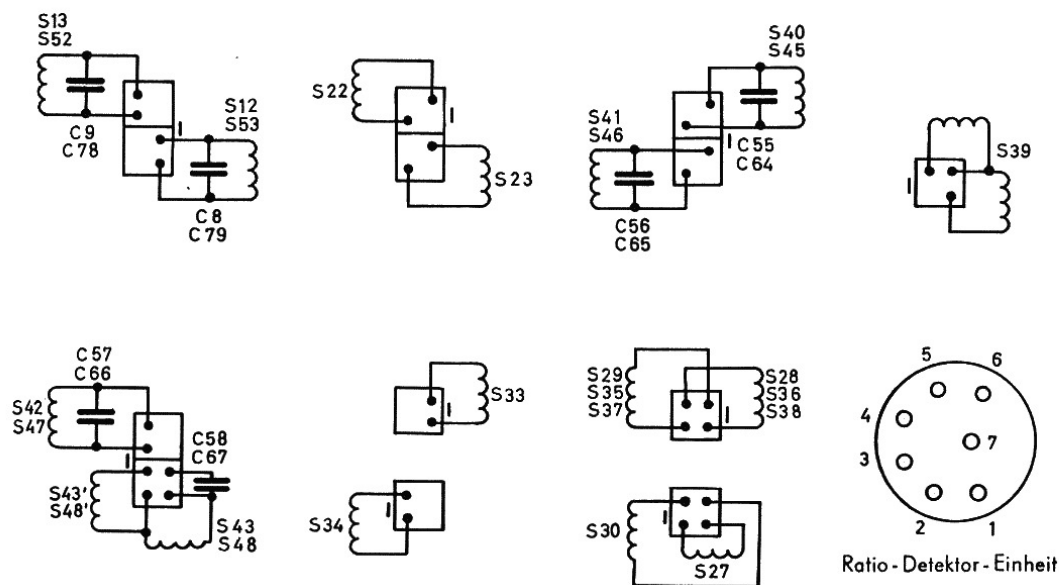 S13
S52
C9
C78
S12
S53
C8
C79
S22
S23
S40
S45
S41
S46
C55
C64
C56
C65
S39
C57
C66
S42
S47
C58
C67
S43'
S48'
S43
S48
S33
S34
S29
S35
S37
S28
S36
S38
S30
S27
5
6
4
7
3
2
1
Ratio-Detektor-Einheit